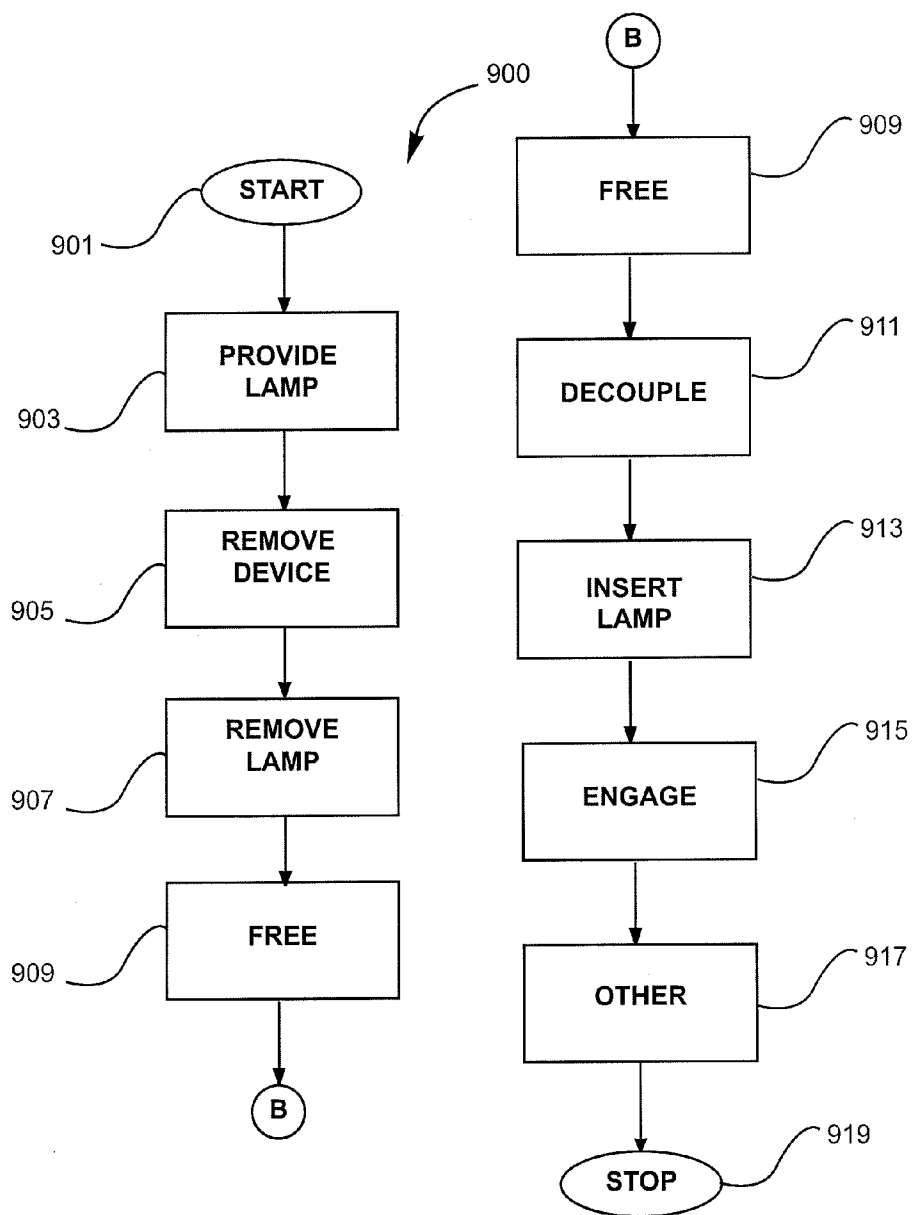 900
START
901
PROVIDE
LAMP
903
REMOVE
DEVICE
905
REMOVE
LAMP
907
FREE
909
B
B
909
FREE
911
DECOUPLE
913
INSERT
LAMP
915
ENGAGE
917
OTHER
919
STOP